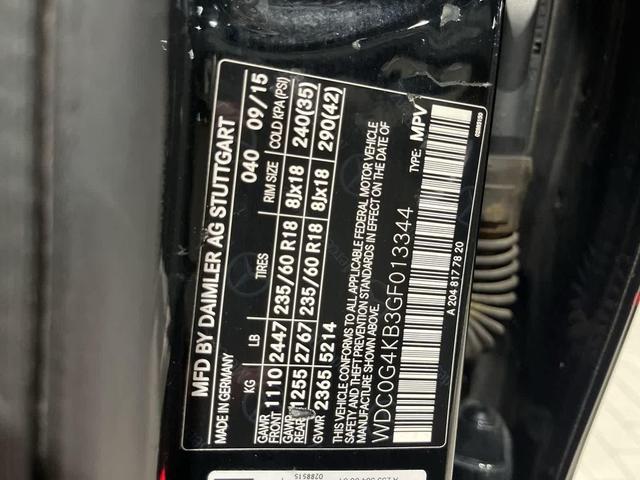 MFD BY DAIMLER AG STUTTGART
MADE IN GERMANY 040 09/15
KG LB TIRES RIM SIZE COLD KPA(PSI)
GAWR FRONT 1110 2447 235/60 R18 8Jx18 240(35)
GAWR REAR 1255 2767 235/60 R18 8Jx18 290(42)
GVWR 2365 5214
THIS VEHICLE CONFORMS TO ALL APPLICABLE FEDERAL MOTOR VEHICLE
SAFETY AND THEFT PREVENTION STANDARDS IN EFFECT ON THE DATE OF
MANUFACTURE SHOWN ABOVE.
WDC0G4KB3GF013344 TYPE: MPV
A 204 817 78 20
0288515